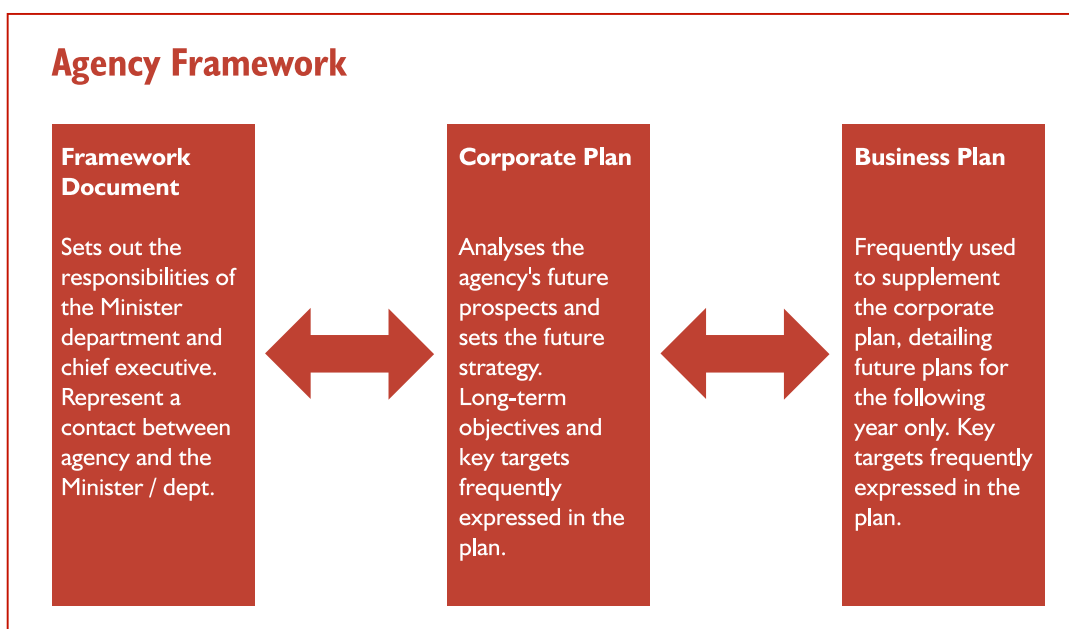 Agency Framework
Framework
Document
Sets out the
responsibilities of
the Minister
department and
chief executive.
Represent a
contact between
agency and the
Minister / dept.
Corporate Plan
Analyses the
agency's future
prospects and
sets the future
strategy.
Long-term
objectives and
key targets
frequently
expressed in the
plan.
Business Plan
Frequently used
to supplement
the corporate
plan, detailing
future plans for
the following
year only. Key
targets frequently
expressed in the
plan.